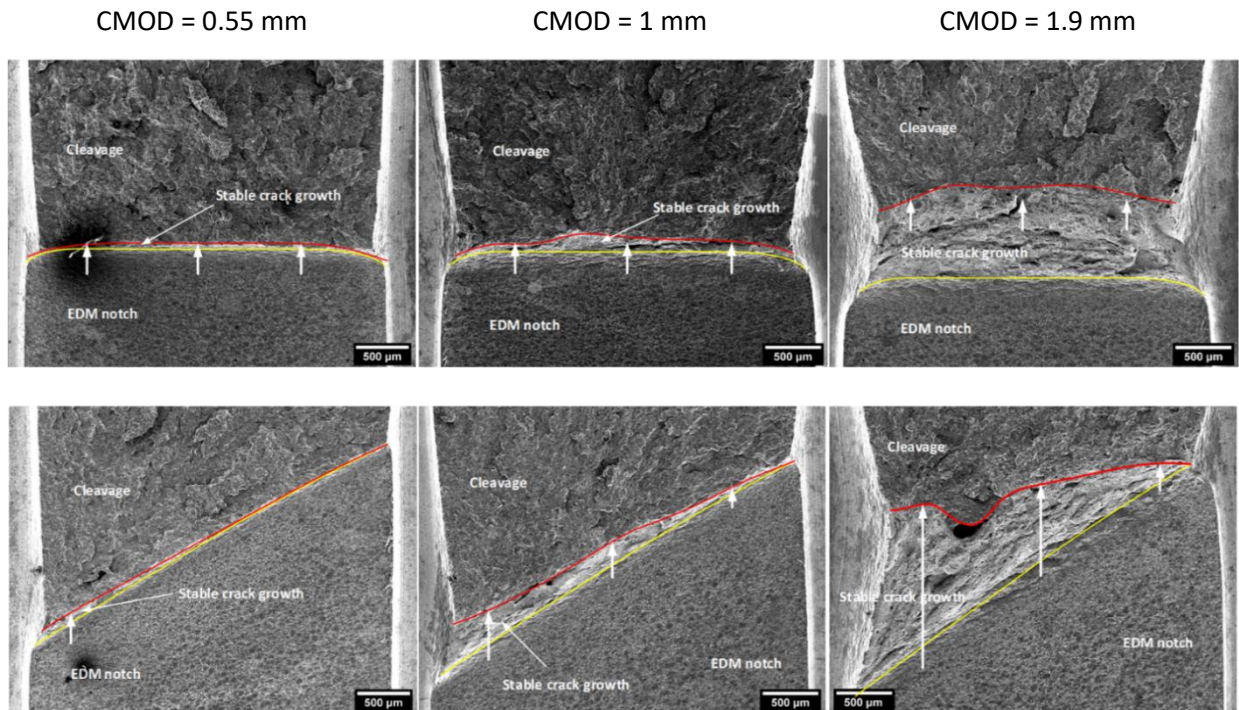 CMOD = 0.55 mm
CMOD = 1 mm
CMOD = 1.9 mm
Cleavage
Stable crack growth
EDM notch
500 μm
Cleavage
Stable crack growth
EDM notch
500 μm
Cleavage
Stable crack growth
EDM notch
500 μm
Cleavage
Stable crack growth
EDM notch
500 μm
Cleavage
EDM notch
Stable crack growth
500 μm
Cleavage
Stable crack growth
EDM notch
500 μm